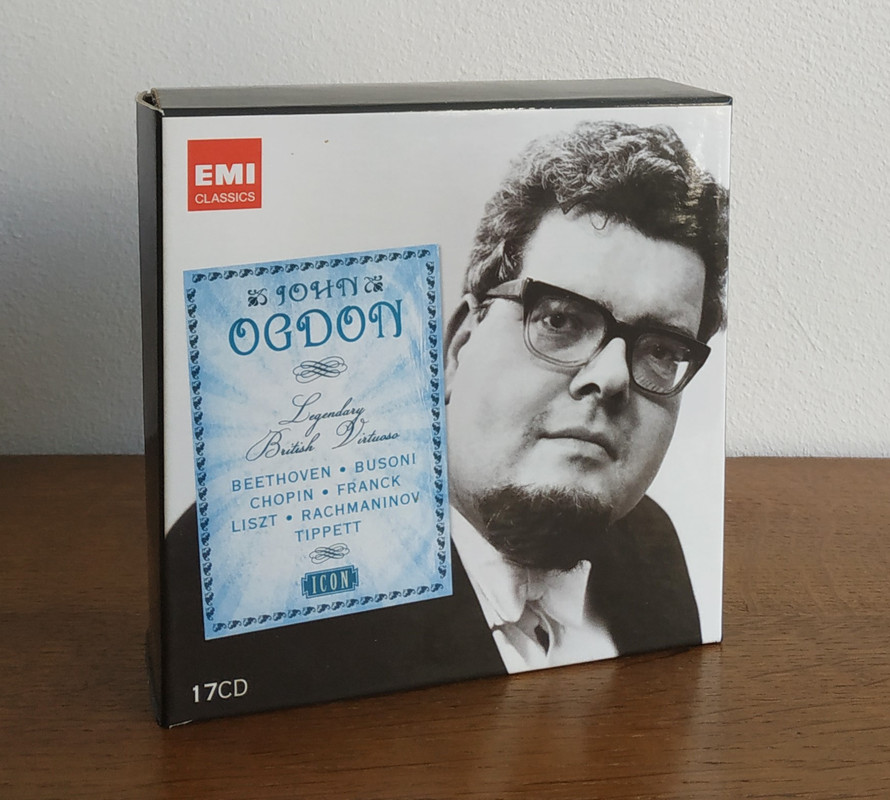 EMI
CLASSICS
JOHN
OGDON
Legendary
British Virtuoso
BEETHOVEN • BUSONI
CHOPIN • FRANCK
LISZT • RACHMANINOV
TIPPETT
ICON
17CD